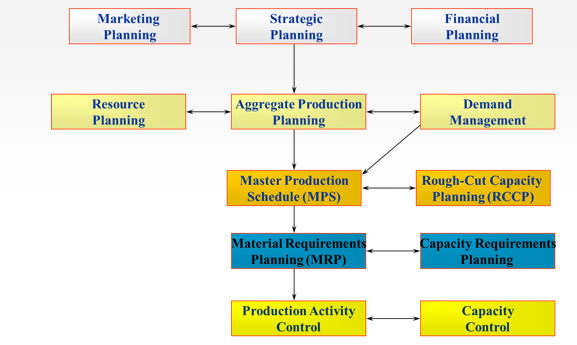 Marketing
Planning
Strategic
Planning
Financial
Planning
Resource
Planning
Aggregate Production
Planning
Demand
Management
Master Production
Schedule (MPS)
Rough-Cut Capacity
Planning (RCCP)
Material Requirements
Planning (MRP)
Capacity Requirements
Planning
Production Activity
Control
Capacity
Control